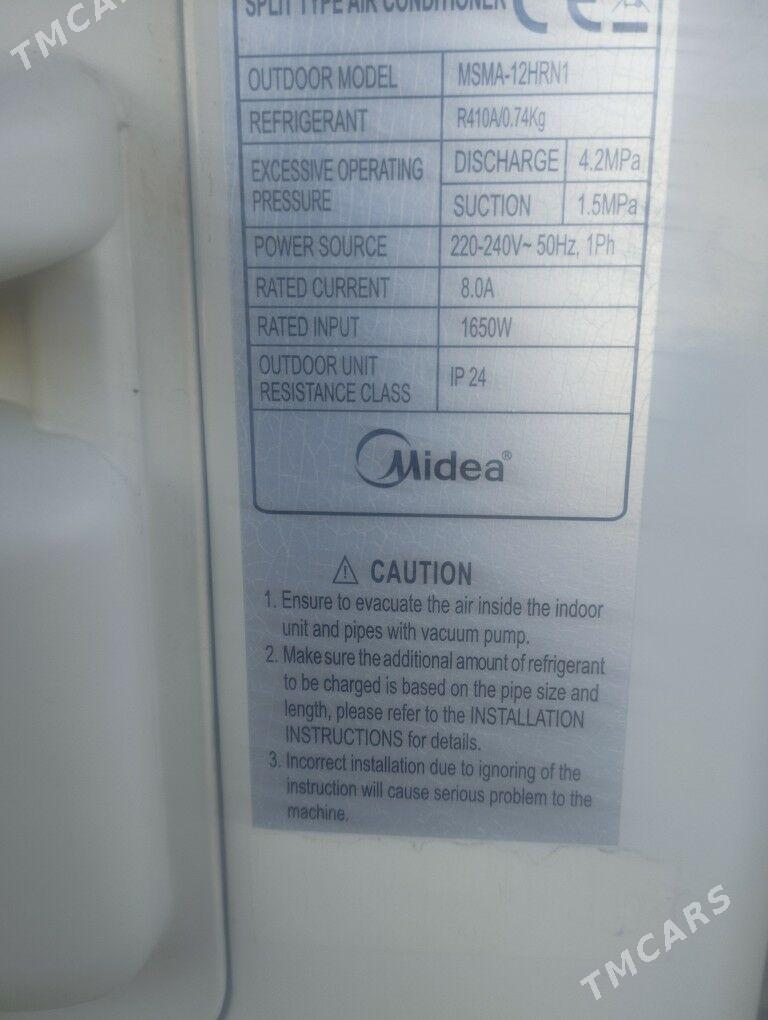 TMCARS
SPLIT TYPE AIR CONDITIONER CE
OUTDOOR MODEL MSMA-12HRN1
REFRIGERANT R410A/0.74Kg
EXCESSIVE OPERATING PRESSURE DISCHARGE 4.2MPa
SUCTION 1.5MPa
POWER SOURCE 220-240V~ 50Hz, 1Ph
RATED CURRENT 8.0A
RATED INPUT 1650W
OUTDOOR UNIT
RESISTANCE CLASS IP 24
Midea®
⚠ CAUTION
1. Ensure to evacuate the air inside the indoor
unit and pipes with vacuum pump.
2. Make sure the additional amount of refrigerant
to be charged is based on the pipe size and
length, please refer to the INSTALLATION
INSTRUCTIONS for details.
3. Incorrect installation due to ignoring of the
instruction will cause serious problem to the
machine.
TMCARS